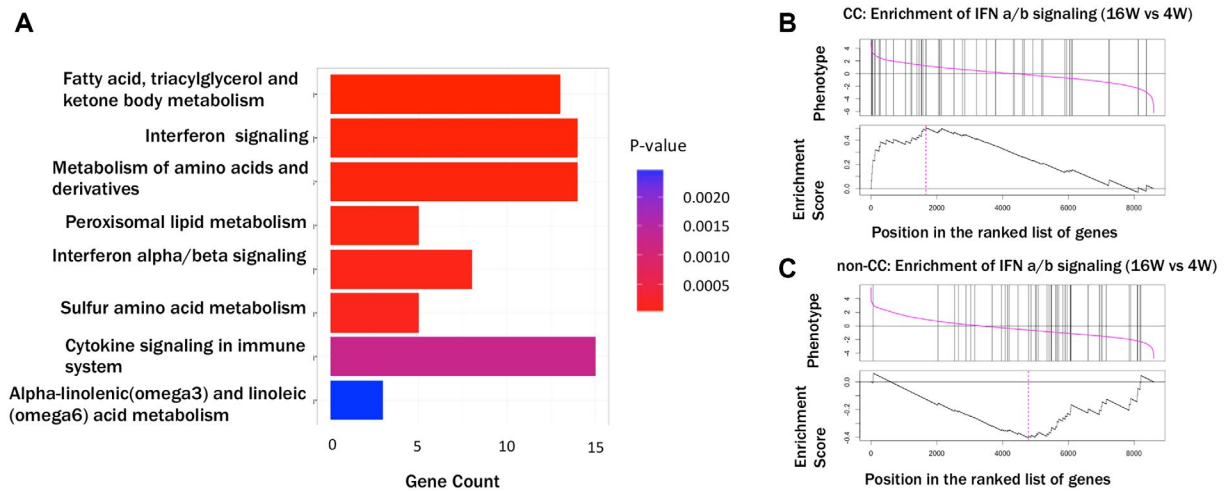 A
Fatty acid, triacylglycerol and
ketone body metabolism
Interferon signaling
Metabolism of amino acids and
derivatives
Peroxisomal lipid metabolism
Interferon alpha/beta signaling
Sulfur amino acid metabolism
Cytokine signaling in immune
system
Alpha-linolenic(omega3) and linoleic
(omega6) acid metabolism
0 5 10 15
Gene Count
P-value
0.0020
0.0015
0.0010
0.0005
B
CC: Enrichment of IFN a/b signaling (16W vs 4W)
Phenotype
4
2
0
-2
-4
-6
Enrichment
Score
0.4
0.2
0.0
0 2000 4000 6000 8000
Position in the ranked list of genes
C
non-CC: Enrichment of IFN a/b signaling (16W vs 4W)
Phenotype
4
2
0
-2
-4
Enrichment
Score
0.0
-0.2
-0.4
0 2000 4000 6000 8000
Position in the ranked list of genes